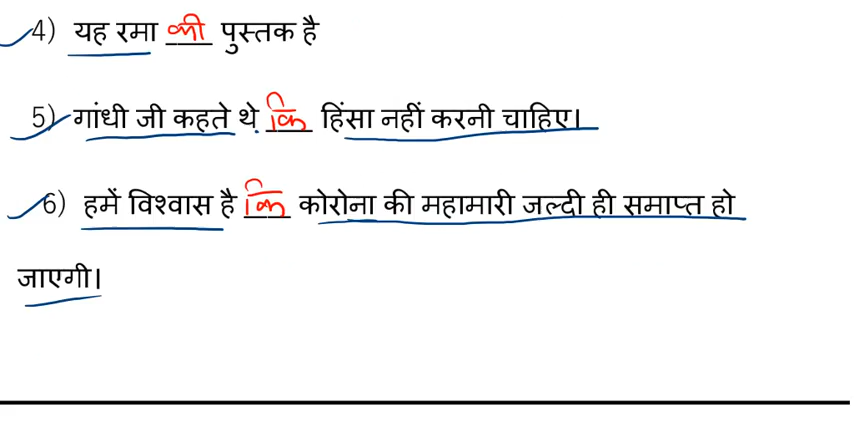 4) यह रमा की पुस्तक है
5) गांधी जी कहते थे कि हिंसा नहीं करनी चाहिए।
6) हमें विश्वास है कि कोरोना की महामारी जल्दी ही समाप्त हो
जाएगी।